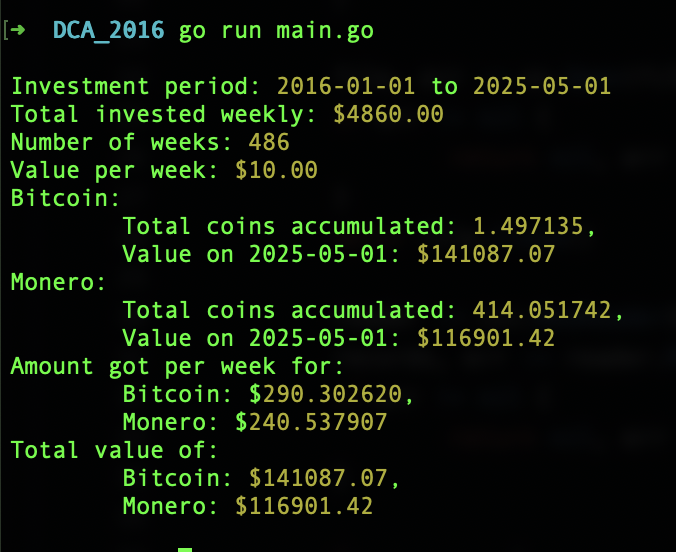 [➜ DCA_2016 go run main.go
Investment period: 2016-01-01 to 2025-05-01
Total invested weekly: $4860.00
Number of weeks: 486
Value per week: $10.00
Bitcoin:
Total coins accumulated: 1.497135,
Value on 2025-05-01: $141087.07
Monero:
Total coins accumulated: 414.051742,
Value on 2025-05-01: $116901.42
Amount got per week for:
Bitcoin: $290.302620,
Monero: $240.537907
Total value of:
Bitcoin: $141087.07,
Monero: $116901.42